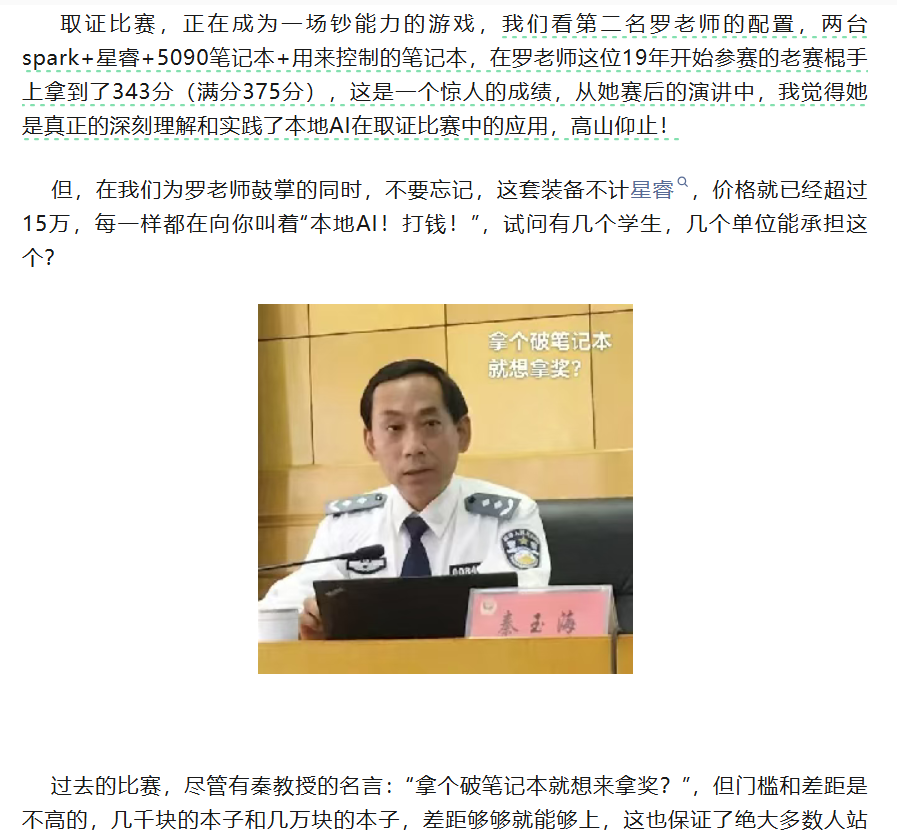 取证比赛，正在成为一场钞能力的游戏，我们看第二名罗老师的配置，两台
spark+星睿+5090笔记本+用来控制的笔记本，在罗老师这位19年开始参赛的老赛棍手
上拿到了343分（满分375分），这是一个惊人的成绩，从她赛后的演讲中，我觉得她
是真正的深刻理解和实践了本地AI在取证比赛中的应用，高山仰止！
但，在我们为罗老师鼓掌的同时，不要忘记，这套装备不计星睿，价格就已经超过
15万，每一样都在向你叫着“本地AI！打钱！”，试问有几个学生，几个单位能承担这
个？
拿个破笔记本
就想拿奖？
秦玉海
过去的比赛，尽管有秦教授的名言：“拿个破笔记本就想来拿奖？”，但门槛和差距是
不高的，几千块的本子和几万块的本子，差距够够就能够上，这也保证了绝大多数人站